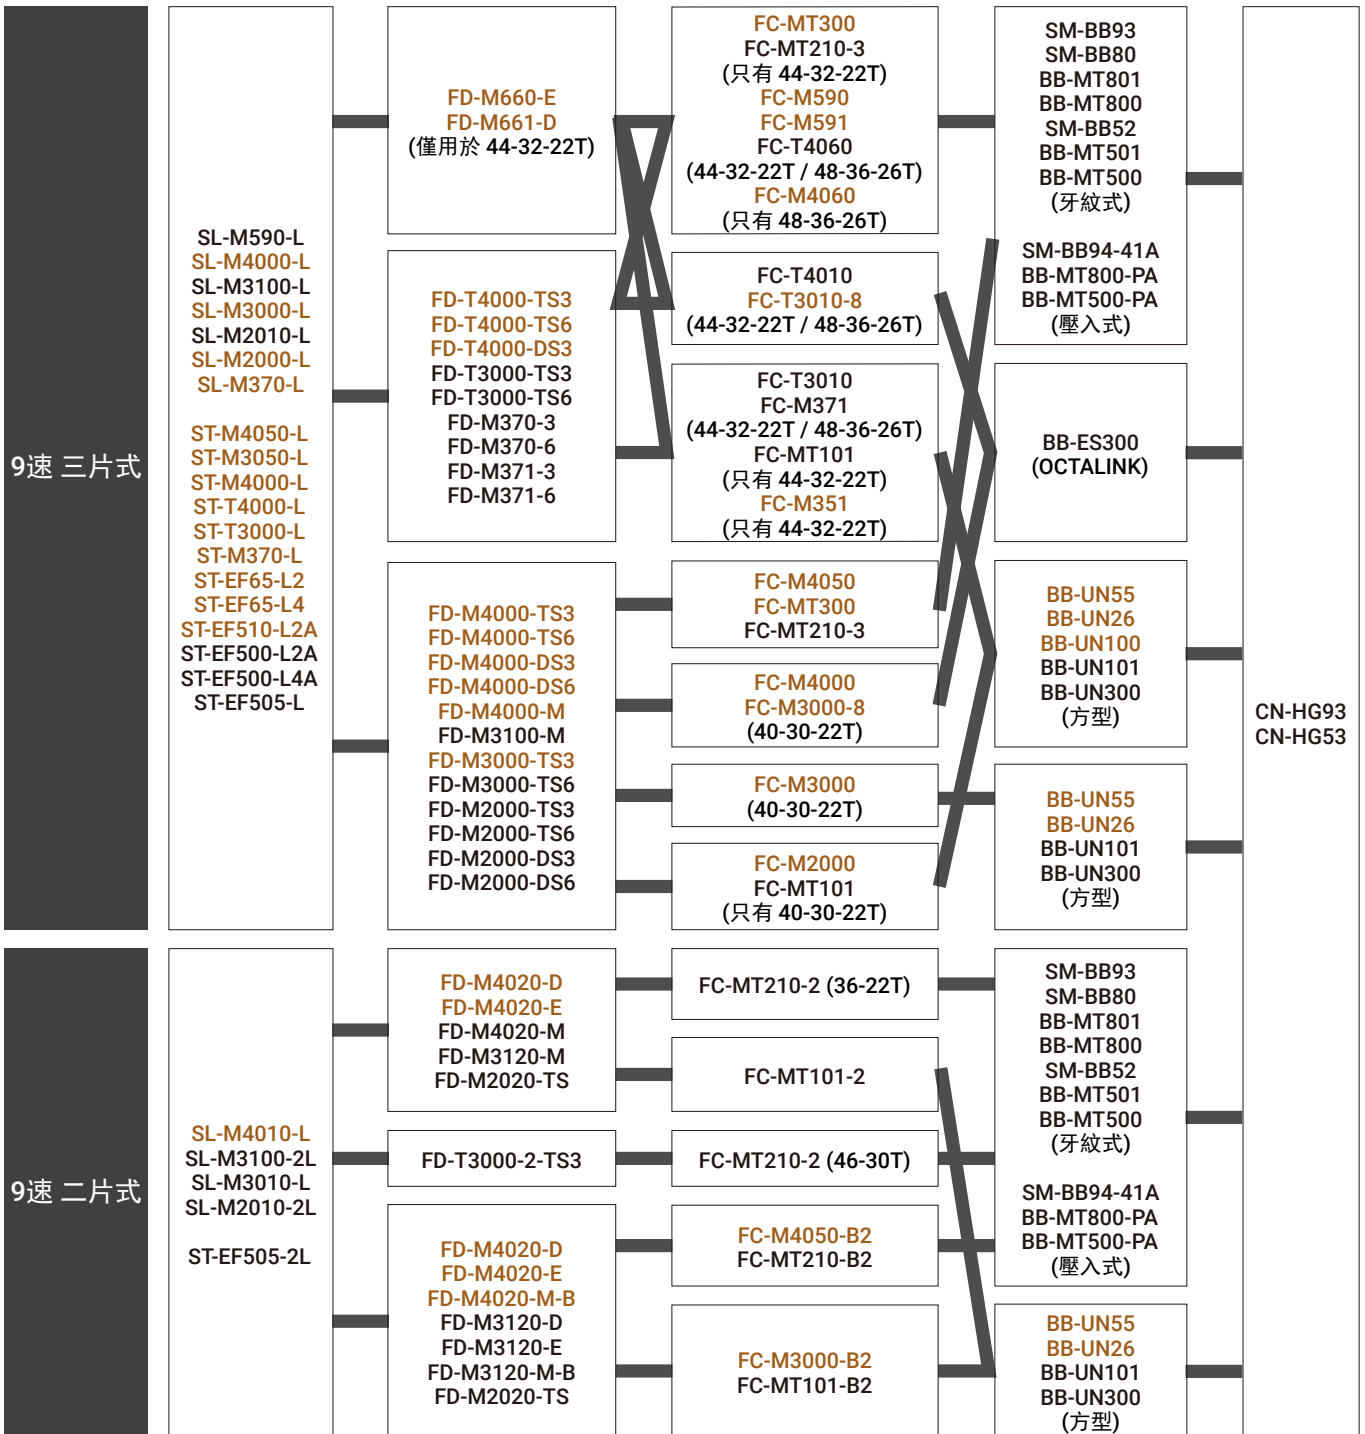 9速 三片式
SL-M590-L
SL-M4000-L
SL-M3100-L
SL-M3000-L
SL-M2010-L
SL-M2000-L
SL-M370-L
ST-M4050-L
ST-M3050-L
ST-M4000-L
ST-T4000-L
ST-T3000-L
ST-M370-L
ST-EF65-L2
ST-EF65-L4
ST-EF510-L2A
ST-EF500-L2A
ST-EF500-L4A
ST-EF505-L
FD-M660-E
FD-M661-D
(僅用於 44-32-22T)
FD-T4000-TS3
FD-T4000-TS6
FD-T4000-DS3
FD-T3000-TS3
FD-T3000-TS6
FD-M370-3
FD-M370-6
FD-M371-3
FD-M371-6
FD-M4000-TS3
FD-M4000-TS6
FD-M4000-DS3
FD-M4000-DS6
FD-M4000-M
FD-M3100-M
FD-M3000-TS3
FD-M3000-TS6
FD-M2000-TS3
FD-M2000-TS6
FD-M2000-DS3
FD-M2000-DS6
FC-MT300
FC-MT210-3
(只有 44-32-22T)
FC-M590
FC-M591
FC-T4060
(44-32-22T / 48-36-26T)
FC-M4060
(只有 48-36-26T)
FC-T4010
FC-T3010-8
(44-32-22T / 48-36-26T)
FC-T3010
FC-M371
(44-32-22T / 48-36-26T)
FC-MT101
(只有 44-32-22T)
FC-M351
(只有 44-32-22T)
FC-M4050
FC-MT300
FC-MT210-3
FC-M4000
FC-M3000-8
(40-30-22T)
FC-M3000
(40-30-22T)
FC-M2000
FC-MT101
(只有 40-30-22T)
SM-BB93
SM-BB80
BB-MT801
BB-MT800
SM-BB52
BB-MT501
BB-MT500
(牙紋式)
SM-BB94-41A
BB-MT800-PA
BB-MT500-PA
(壓入式)
BB-ES300
(OCTALINK)
BB-UN55
BB-UN26
BB-UN100
BB-UN101
BB-UN300
(方型)
BB-UN55
BB-UN26
BB-UN101
BB-UN300
(方型)
CN-HG93
CN-HG53
9速 二片式
SL-M4010-L
SL-M3100-2L
SL-M3010-L
SL-M2010-2L
ST-EF505-2L
FD-M4020-D
FD-M4020-E
FD-M4020-M
FD-M3120-M
FD-M2020-TS
FD-T3000-2-TS3
FD-M4020-D
FD-M4020-E
FD-M4020-M-B
FD-M3120-D
FD-M3120-E
FD-M3120-M-B
FD-M2020-TS
FC-MT210-2 (36-22T)
FC-MT101-2
FC-MT210-2 (46-30T)
FC-M4050-B2
FC-MT210-B2
FC-M3000-B2
FC-MT101-B2
SM-BB93
SM-BB80
BB-MT801
BB-MT800
SM-BB52
BB-MT501
BB-MT500
(牙紋式)
SM-BB94-41A
BB-MT800-PA
BB-MT500-PA
(壓入式)
BB-UN55
BB-UN26
BB-UN101
BB-UN300
(方型)